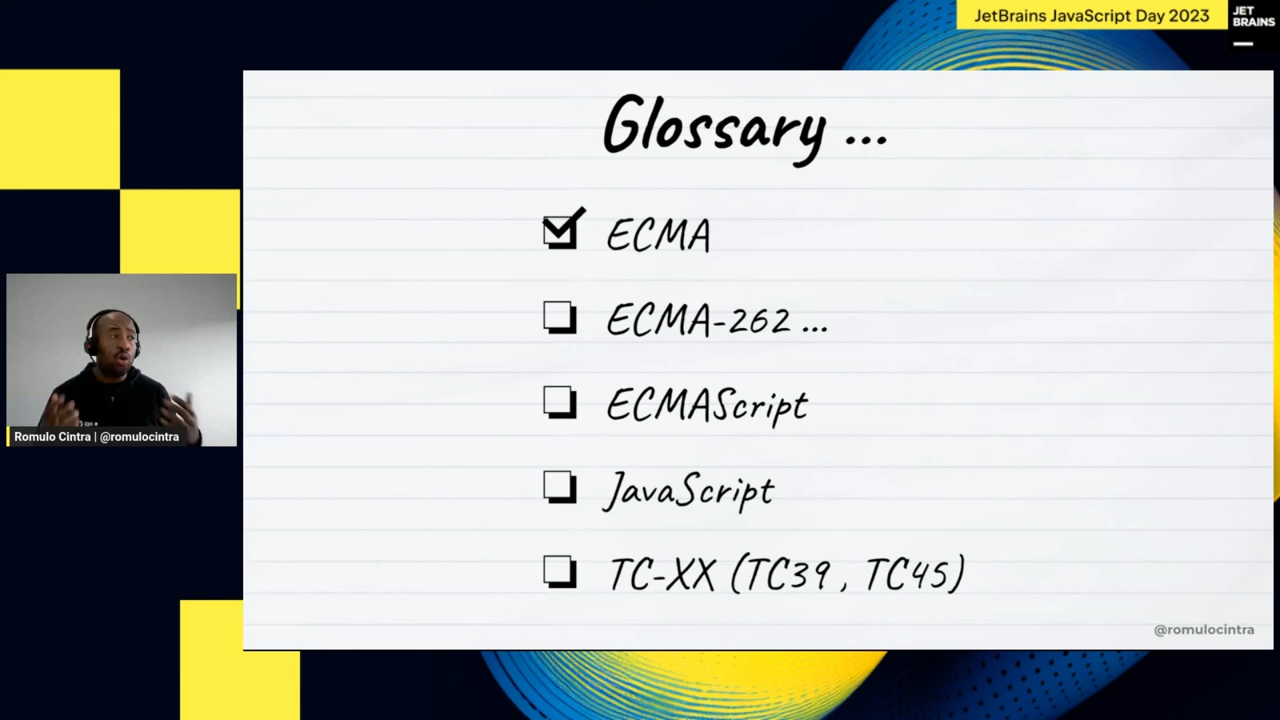 JetBrains JavaScript Day 2023
JET
BRAINS
Glossary ...
ECMA
ECMA-262 ...
ECMAScript
JavaScript
TC-XX (TC39 , TC45)
@romulocintra
Romulo Cintra | @romulocintra